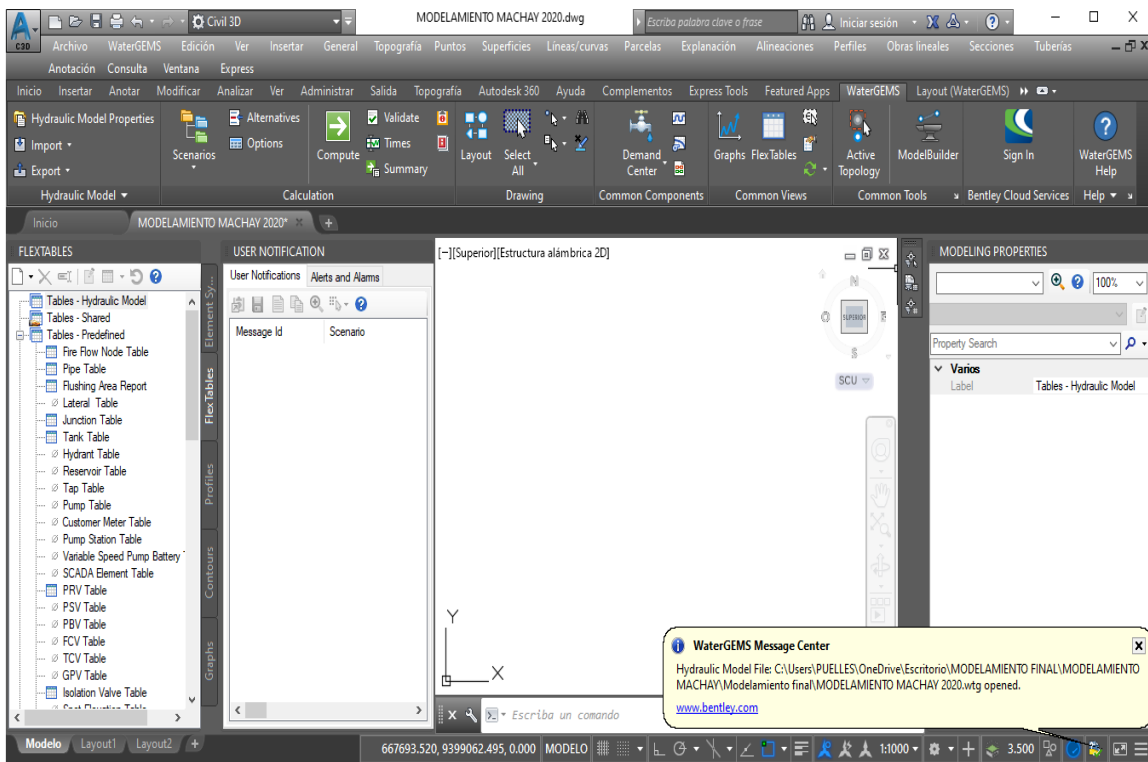 Civil 3D
MODELAMIENTO MACHAY 2020.dwg
Escriba palabra clave o frase
Iniciar sesión
C3D
Archivo WaterGEMS Edición Ver Insertar General Topografía Puntos Superficies Líneas/curvas Parcelas Explanación Alineaciones Perfiles Obras lineales Secciones Tuberías
Anotación Consulta Ventana Express
Inicio Insertar Anotar Modificar Analizar Ver Administrar Salida Topografía Autodesk 360 Ayuda Complementos Express Tools Featured Apps WaterGEMS Layout (WaterGEMS)
Hydraulic Model Properties
Import
Export
Hydraulic Model
Scenarios
Alternatives
Options
Compute
Validate
Times
Summary
Calculation
Layout
Select All
Drawing
Demand Center
Common Components
Graphs
FlexTables
Common Views
Active Topology
ModelBuilder
Common Tools
Sign In
Bentley Cloud Services
WaterGEMS Help
Help
Inicio
MODELAMIENTO MACHAY 2020*
FLEXTABLES
Tables - Hydraulic Model
Tables - Shared
Tables - Predefined
Fire Flow Node Table
Pipe Table
Flushing Area Report
Lateral Table
Junction Table
Tank Table
Hydrant Table
Reservoir Table
Tap Table
Pump Table
Customer Meter Table
Pump Station Table
Variable Speed Pump Battery
SCADA Element Table
PRV Table
PSV Table
PBV Table
FCV Table
TCV Table
GPV Table
Isolation Valve Table
Element Sy...
FlexTables
Profiles
Contours
Graphs
USER NOTIFICATION
User Notifications
Alerts and Alarms
Message Id
Scenario
[−][Superior][Estructura alámbrica 2D]
N
SUPERIOR
S
SCU
Y
X
Escriba un comando
MODELING PROPERTIES
100%
Property Search
Varios
Label Tables - Hydraulic Model
WaterGEMS Message Center
Hydraulic Model File: C:\Users\PUELLES\OneDrive\Escritorio\MODELAMIENTO FINAL\MODELAMIENTO
MACHAY\Modelamiento final\MODELAMIENTO MACHAY 2020.wtg opened.
www.bentley.com
Modelo Layout1 Layout2
667693.520, 9399062.495, 0.000 MODELO
1:1000
3.500